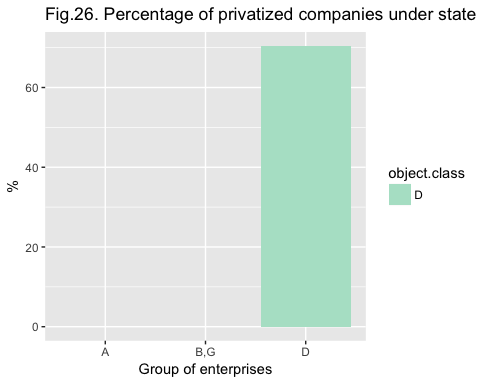 Fig.26. Percentage of privatized companies under state
60
40
20
0
%
A
B,G
D
Group of enterprises
object.class
D